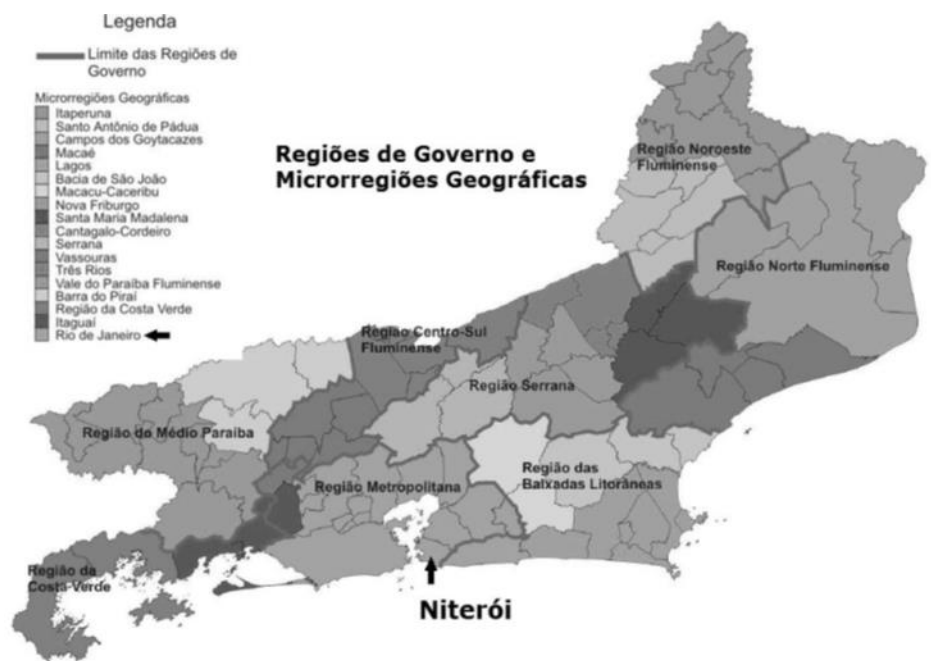 Legenda
Limite das Regiões de
Governo
Microrregiões Geográficas
Itaperuna
Santo Antônio de Pádua
Campos dos Goytacazes
Macaé
Lagos
Bacia de São João
Macacu-Caceribu
Nova Friburgo
Santa Maria Madalena
Cantagalo-Cordeiro
Serrana
Vassouras
Três Rios
Vale do Paraíba Fluminense
Barra do Piraí
Região da Costa Verde
Itaguaí
Rio de Janeiro
Regiões de Governo e
Microrregiões Geográficas
Região Noroeste
Fluminense
Região Norte Fluminense
Região Centro-Sul
Fluminense
Região Serrana
Região do Médio Paraíba
Região das
Baixadas Litorâneas
Região Metropolitana
Região da
Costa Verde
Niterói